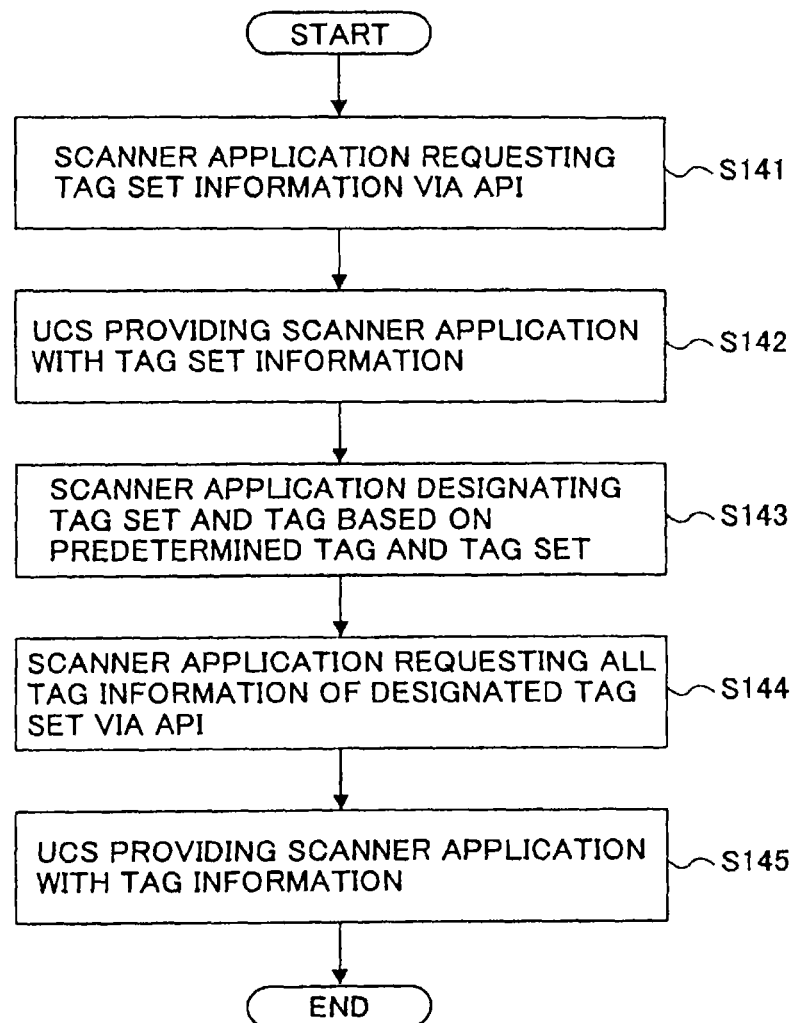 START
SCANNER APPLICATION REQUESTING
TAG SET INFORMATION VIA API
S141
UCS PROVIDING SCANNER APPLICATION
WITH TAG SET INFORMATION
S142
SCANNER APPLICATION DESIGNATING
TAG SET AND TAG BASED ON
PREDETERMINED TAG AND TAG SET
S143
SCANNER APPLICATION REQUESTING ALL
TAG INFORMATION OF DESIGNATED TAG
SET VIA API
S144
UCS PROVIDING SCANNER APPLICATION
WITH TAG INFORMATION
S145
END